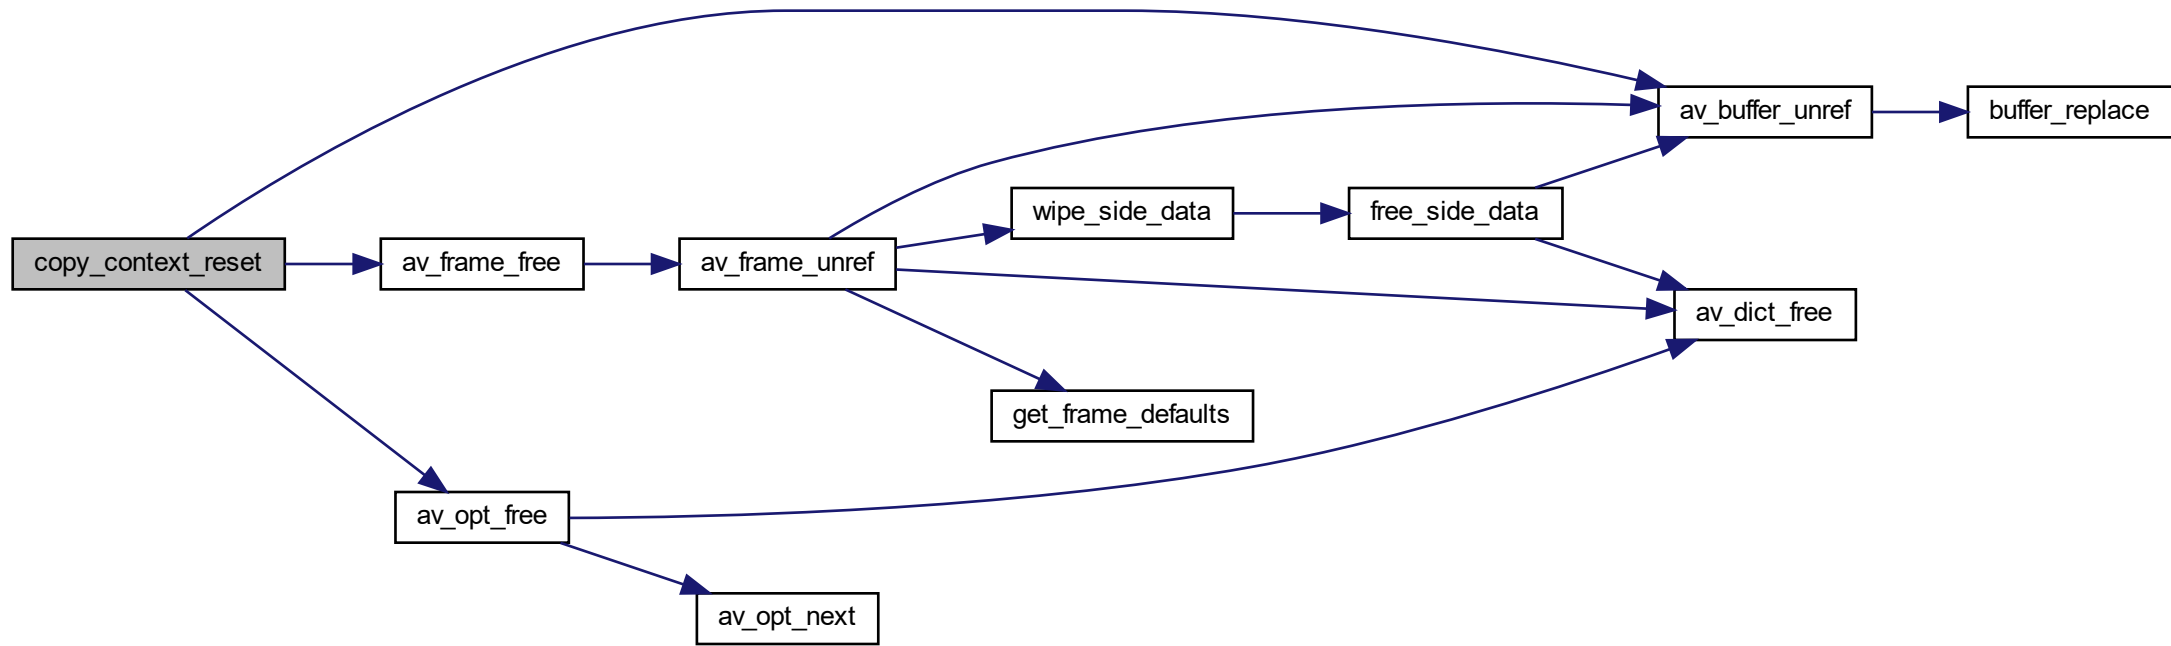 av_buffer_unref
buffer_replace
wipe_side_data
free_side_data
copy_context_reset
av_frame_free
av_frame_unref
av_dict_free
get_frame_defaults
av_opt_free
av_opt_next